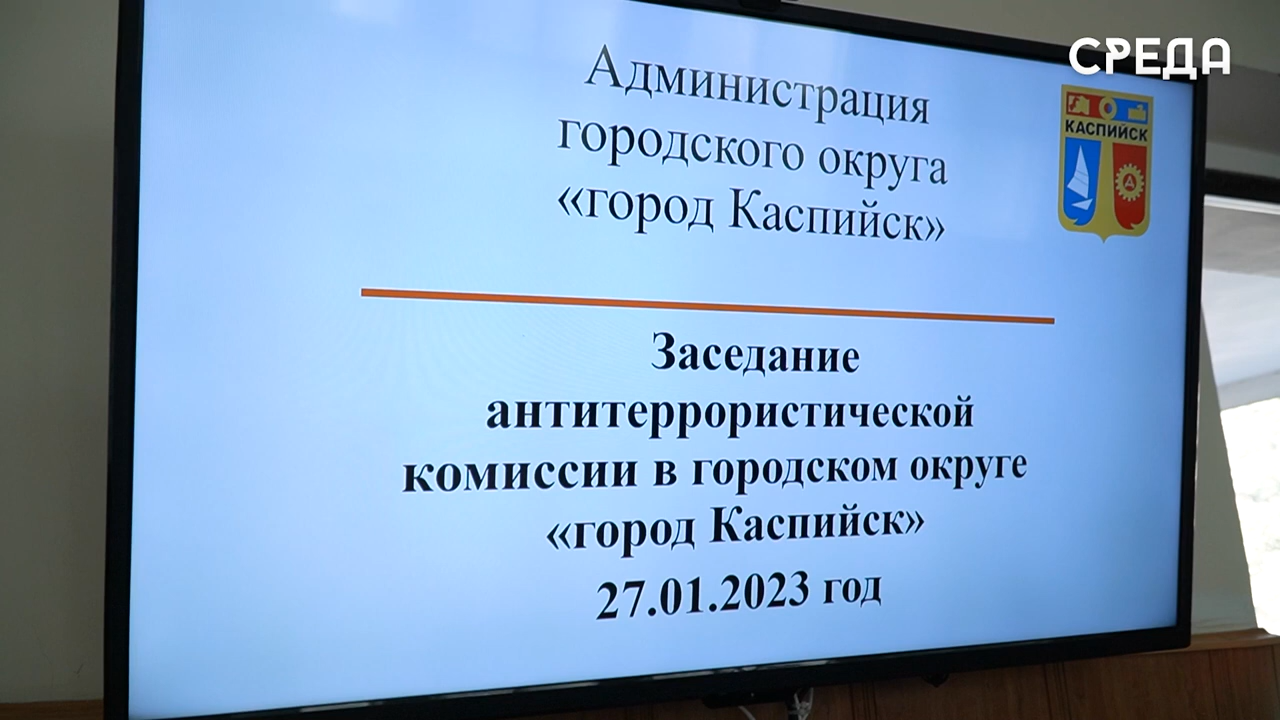 СРЕДА
Администрация
городского округа
«город Каспийск»
КАСПИЙСК
Заседание
антитеррористической
комиссии в городском округе
«город Каспийск»
27.01.2023 год